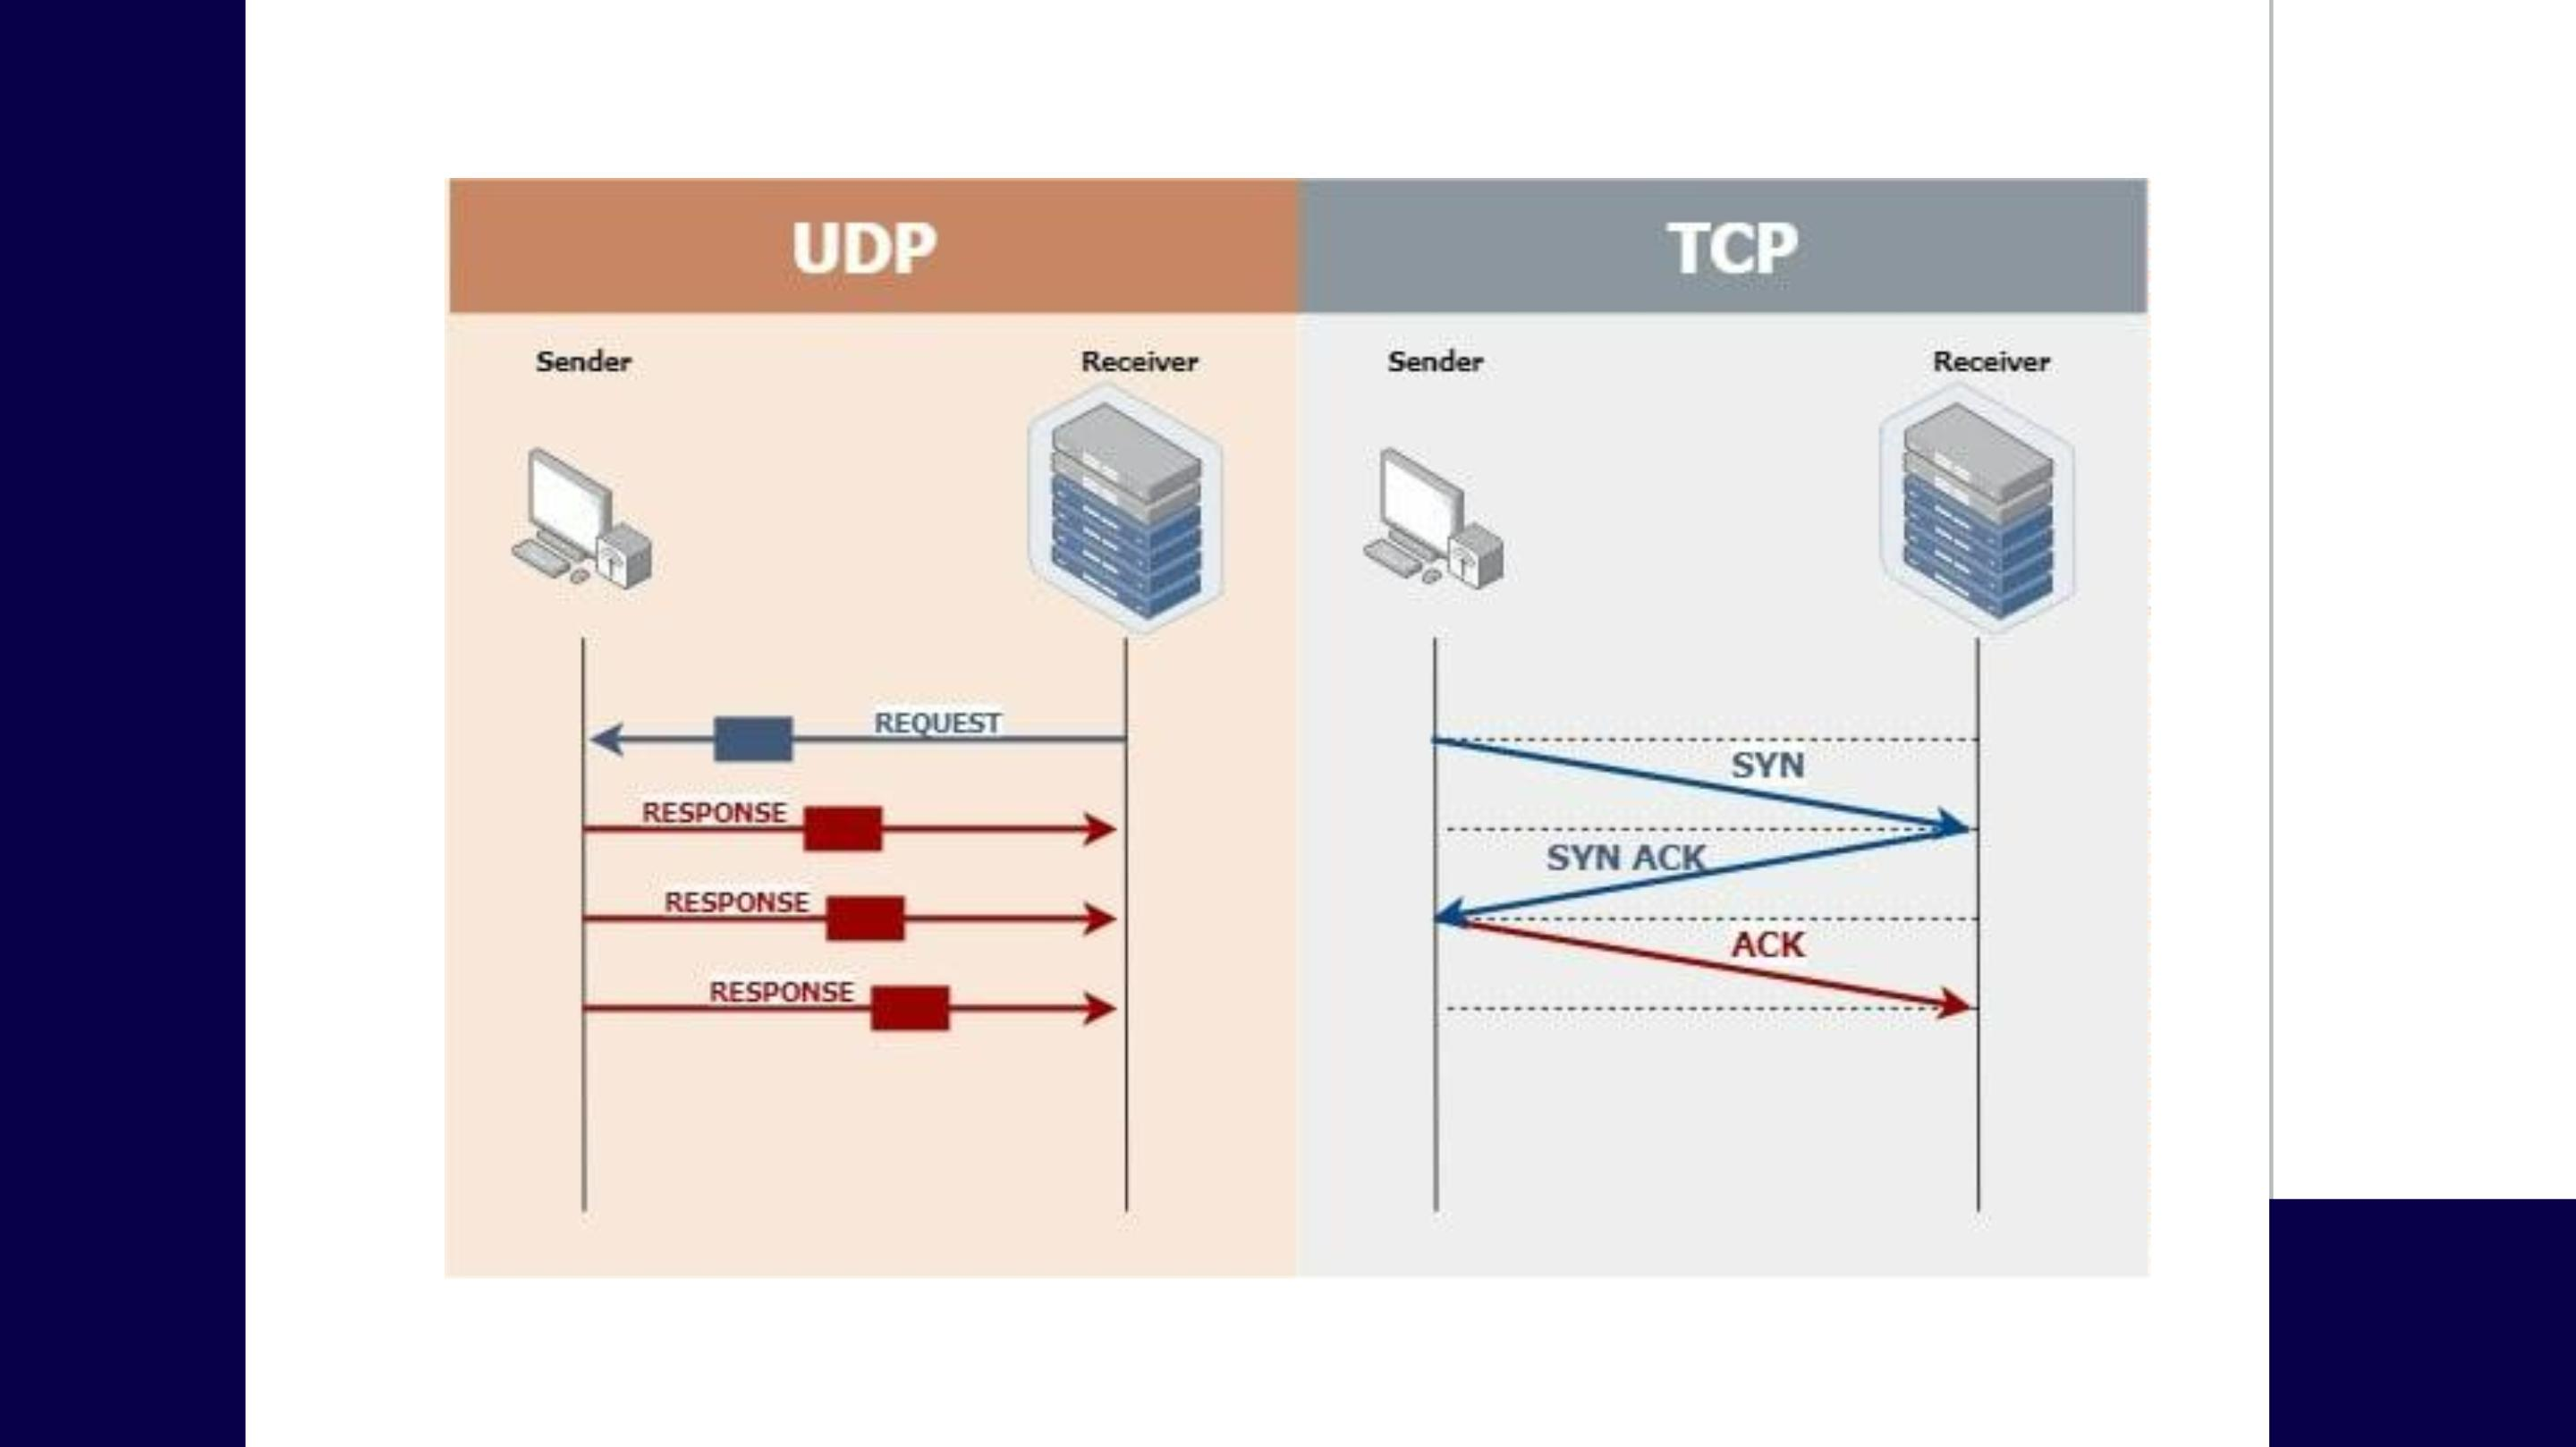 UDP
TCP
Sender
Receiver
Sender
Receiver
REQUEST
RESPONSE
RESPONSE
RESPONSE
SYN
SYN ACK
ACK